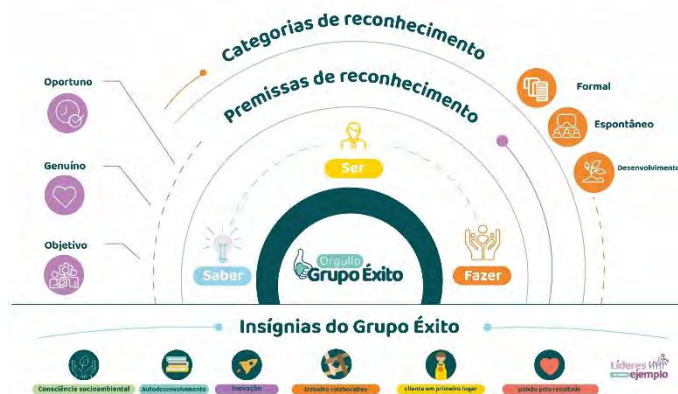 Categorias de reconhecimento
Premissas de reconhecimento
Oportuno
Genuíno
Objetivo
Formal
Espontâneo
Desenvolvimento
Ser
Saber
Fazer
Orgullo
Grupo Éxito
Insígnias do Grupo Éxito
Consciência socioambiental
Autodesenvolvimento
Inovação
trabalho colaborativo
cliente em primeiro lugar
paixão pelo resultado
Líderes
ejemplo